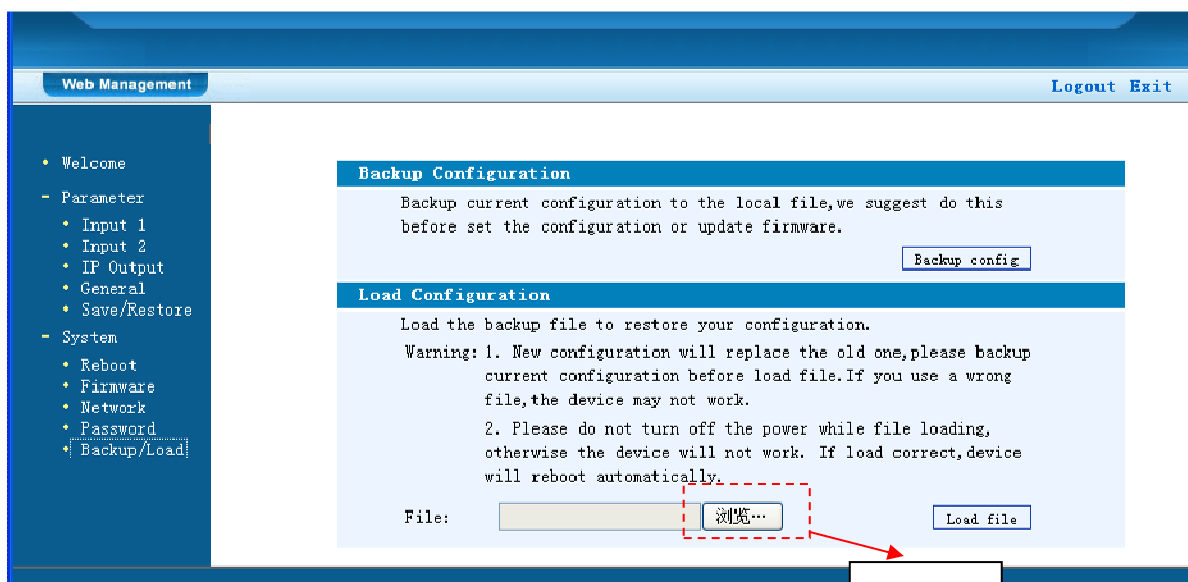 Web Management
Logout Exit
Welcome
Parameter
Input 1
Input 2
IP Output
General
Save/Restore
System
Reboot
Firmware
Network
Password
Backup/Load
Backup Configuration
Backup current configuration to the local file,we suggest do this
before set the configuration or update firmware.
Backup config
Load Configuration
Load the backup file to restore your configuration.
Warning: 1. New configuration will replace the old one,please backup
current configuration before load file.If you use a wrong
file,the device may not work.
2. Please do not turn off the power while file loading,
otherwise the device will not work. If load correct,device
will reboot automatically.
File: 浏览… Load file